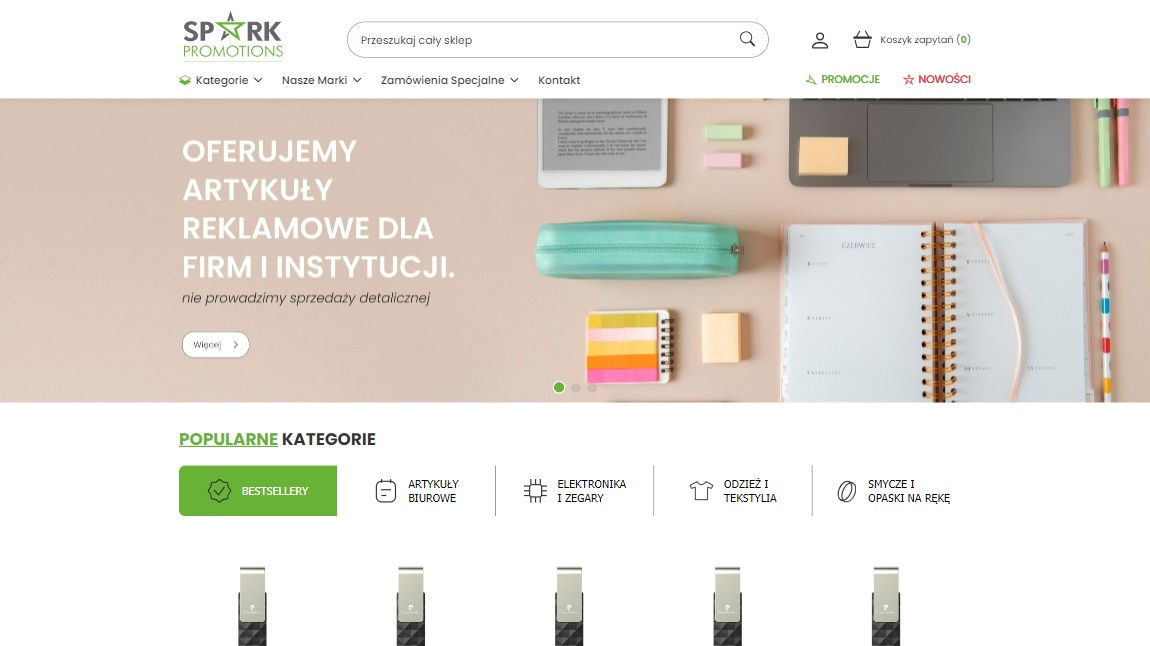 SPARK
PROMOTIONS
Przeszukaj cały sklep
Koszyk zapytań (0)
Kategorie
Nasze Marki
Zamówienia Specjalne
Kontakt
PROMOCJE
NOWOŚCI
OFERUJEMY
ARTYKUŁY
REKLAMOWE DLA
FIRM I INSTYTUCJI.
nie prowadzimy sprzedaży detalicznej
Więcej
CZERWIEC
POPULARNE KATEGORIE
BESTSELLERY
ARTYKUŁY
BIUROWE
ELEKTRONIKA
I ZEGARY
ODZIEŻ I
TEKSTYLIA
SMYCZE I
OPASKI NA RĘKĘ